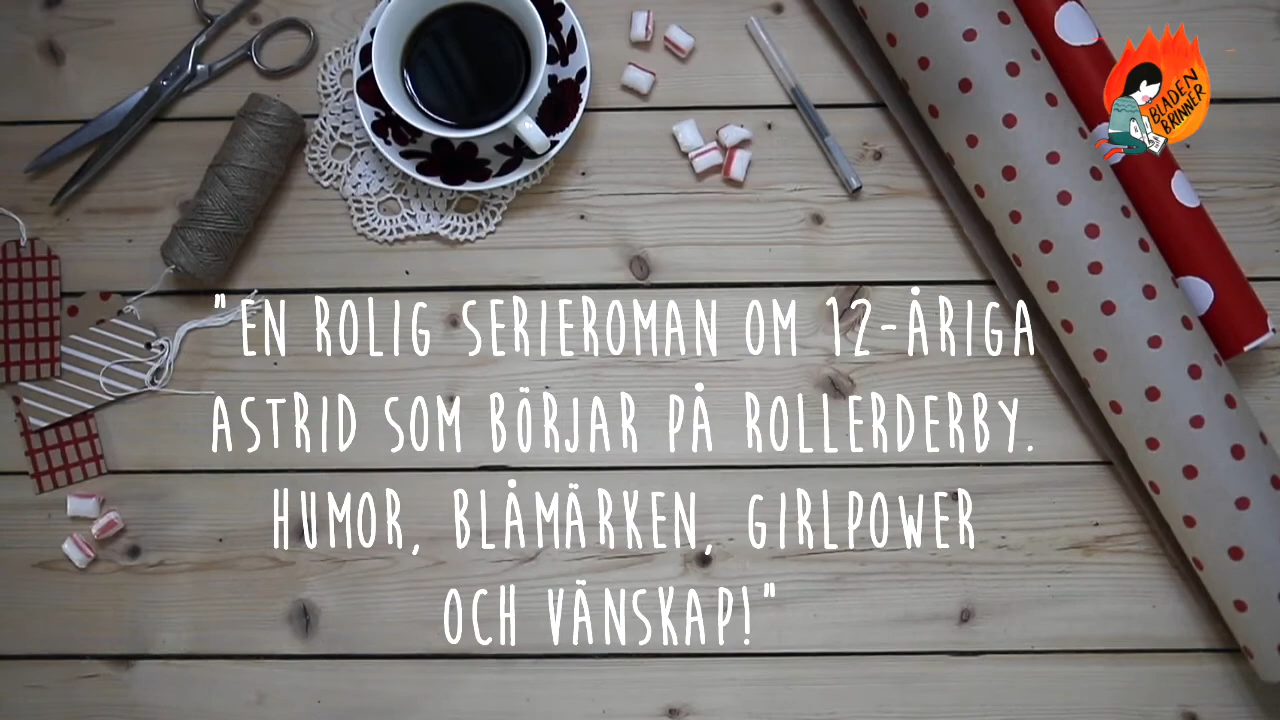 BLADEN
BRINNER
"EN ROLIG SERIEROMAN OM 12-ÅRIGA
ASTRID SOM BÖRJAR PÅ ROLLERDERBY.
HUMOR, BLÅMÄRKEN, GIRLPOWER
OCH VÄNSKAP!"